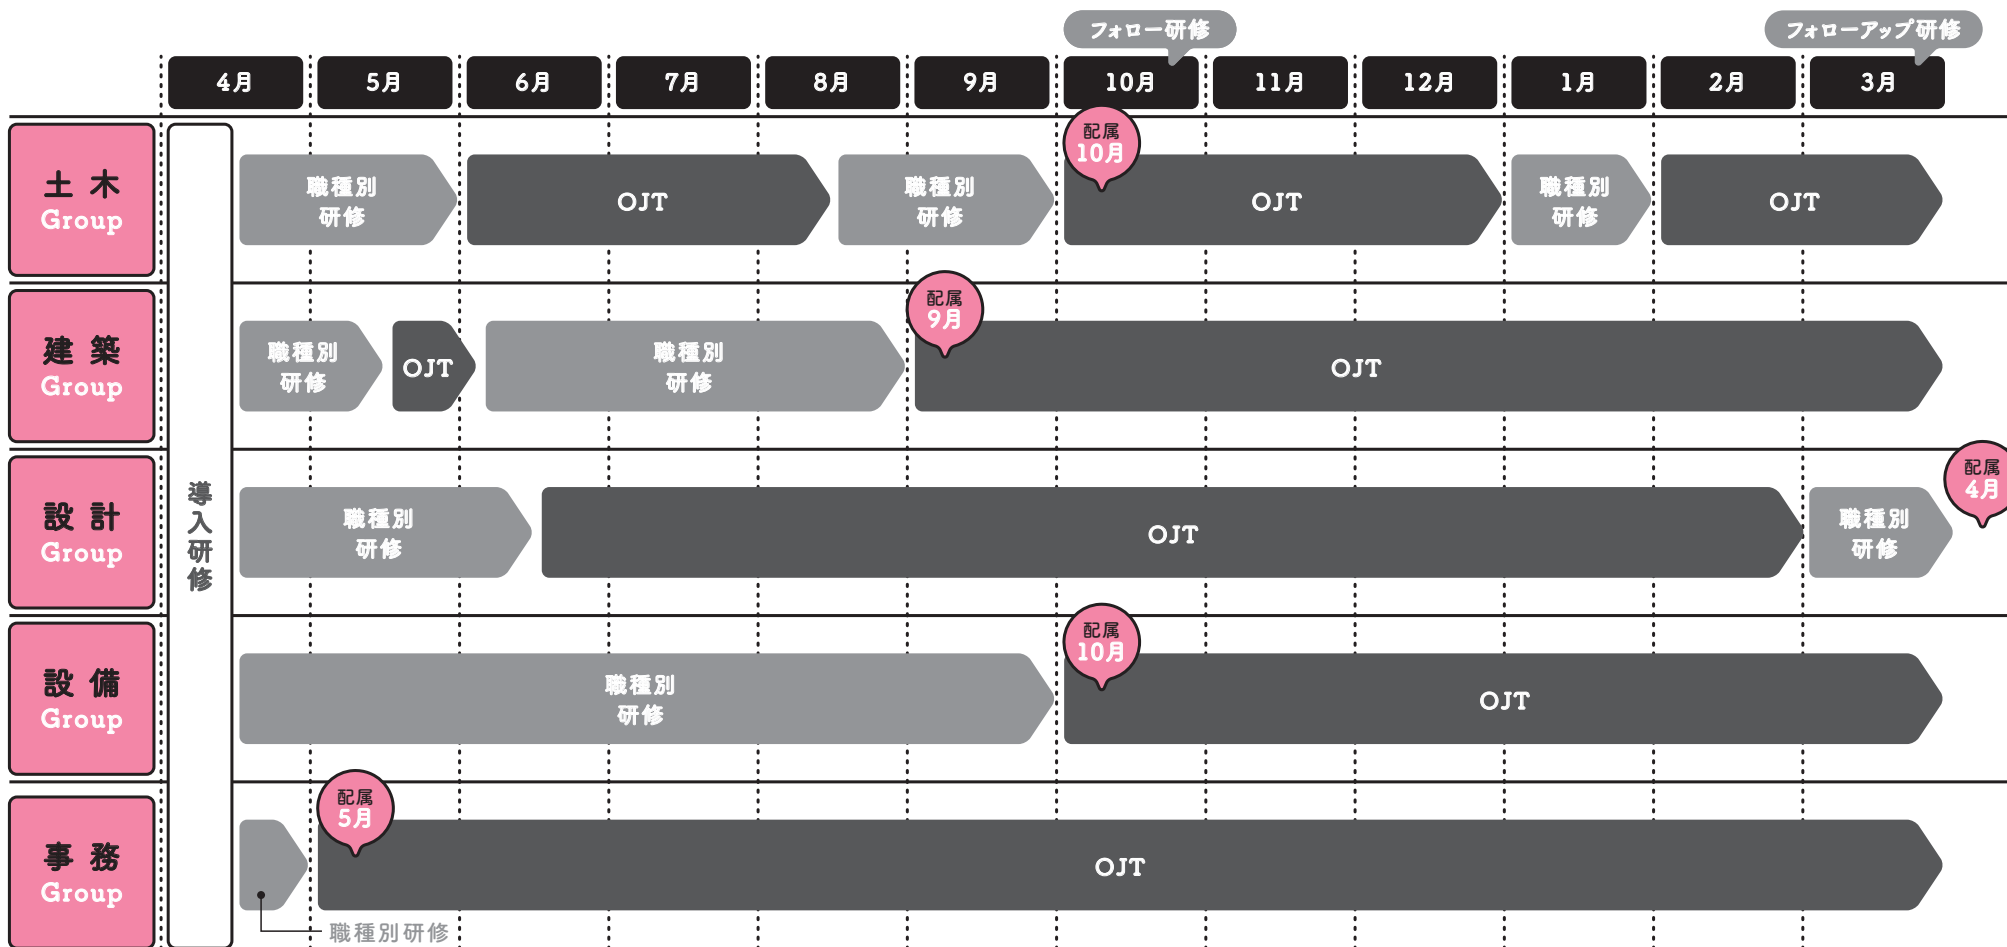 フォロー研修
フォローアップ研修
4月
5月
6月
7月
8月
9月
10月
11月
12月
1月
2月
3月
導入研修
土木
Group
職種別
研修
OJT
職種別
研修
配属
10月
OJT
職種別
研修
OJT
建築
Group
職種別
研修
OJT
職種別
研修
配属
9月
OJT
設計
Group
職種別
研修
OJT
職種別
研修
配属
4月
設備
Group
職種別
研修
配属
10月
OJT
事務
Group
職種別研修
配属
5月
OJT